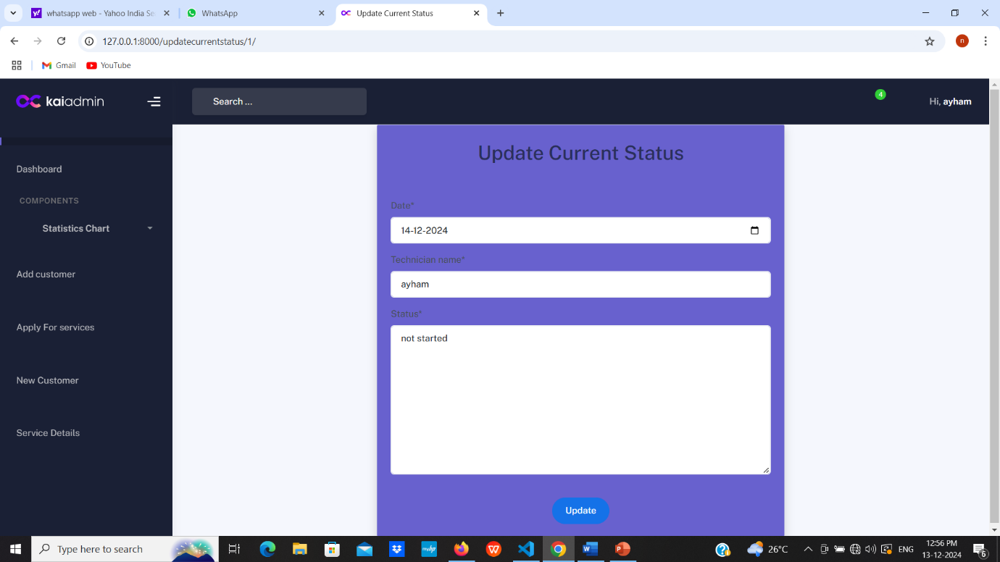 whatsapp web - Yahoo India Se
WhatsApp
Update Current Status
127.0.0.1:8000/updatecurrentstatus/1/
n
Gmail
YouTube
kaiadmin
Search ...
4
Hi, ayham
Dashboard
COMPONENTS
Statistics Chart
Add customer
Apply For services
New Customer
Service Details
Update Current Status
Date*
14-12-2024
Technician name*
ayham
Status*
not started
Update
Type here to search
myhp
26°C
ENG
12:56 PM
13-12-2024
6